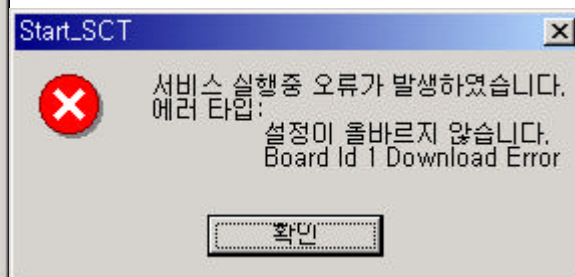 Start_SCT
서비스 실행중 오류가 발생하였습니다.
에러 타입:
설정이 올바르지 않습니다.
Board Id 1 Download Error
확인